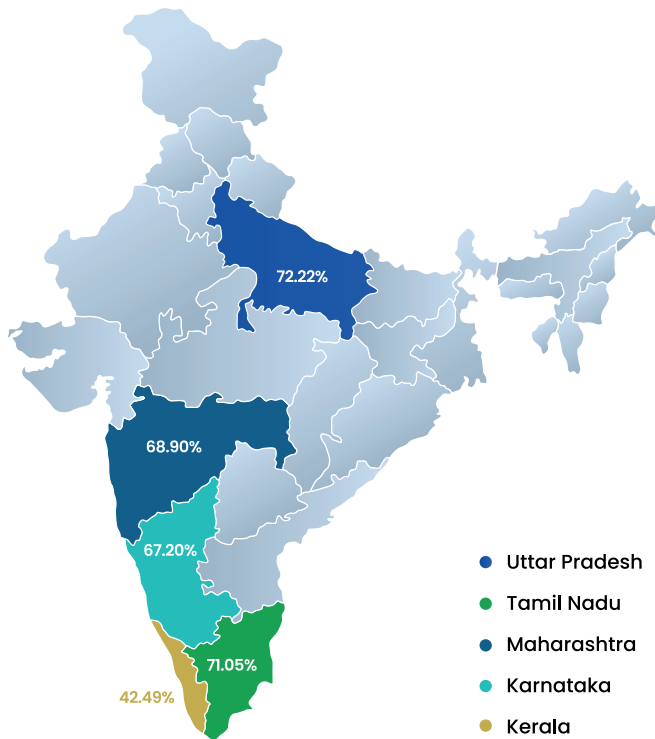 72.22%
68.90%
67.20%
71.05%
42.49%
Uttar Pradesh
Tamil Nadu
Maharashtra
Karnataka
Kerala